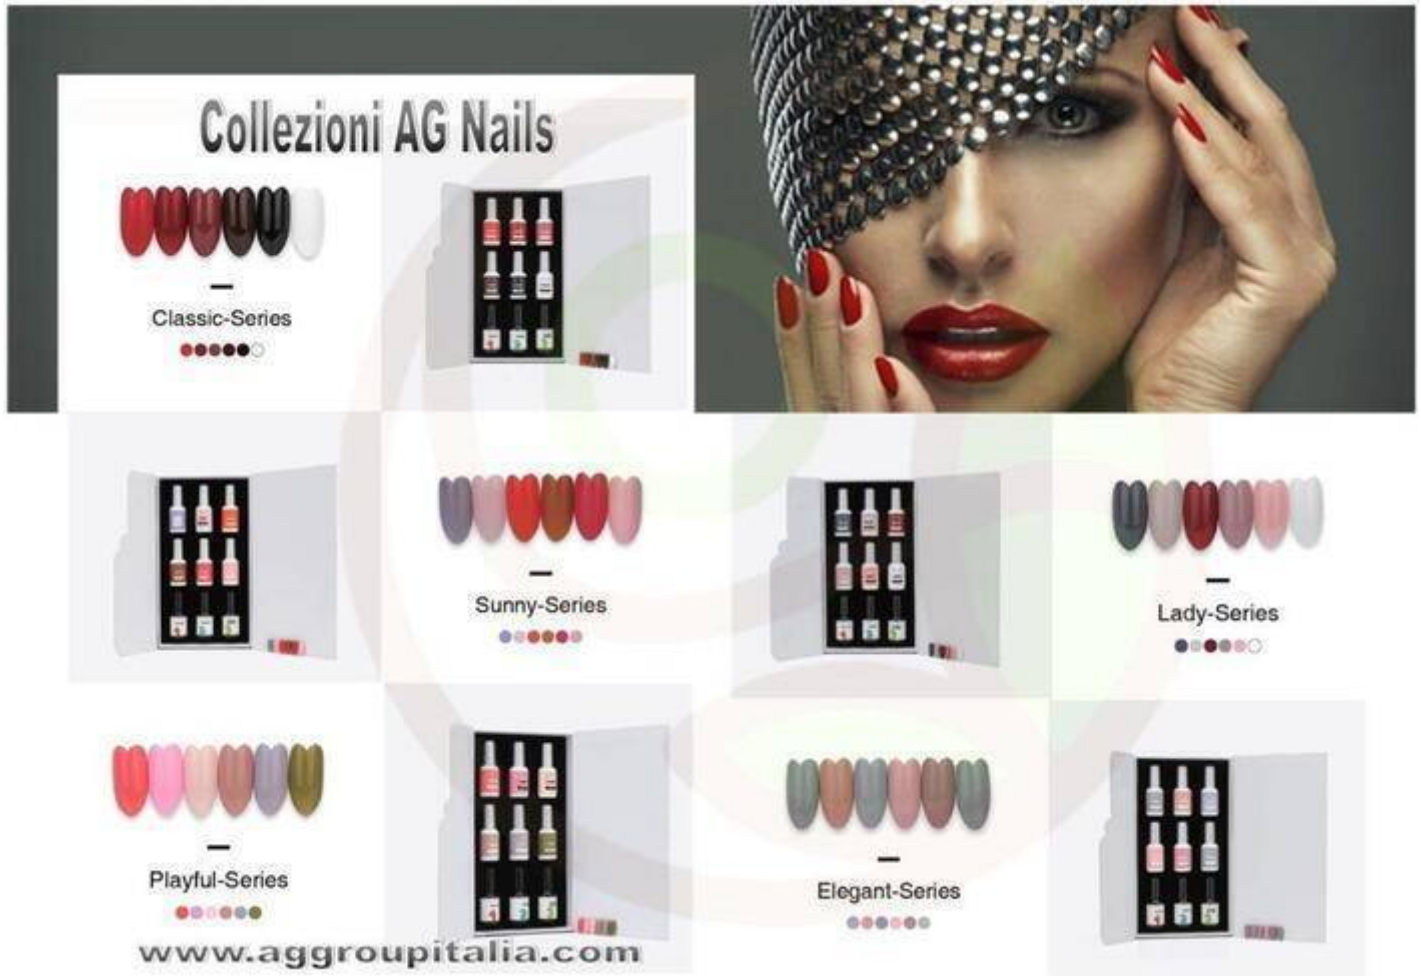 Collezioni AG Nails
Classic-Series
Sunny-Series
Lady-Series
Playful-Series
Elegant-Series
www.aggroupitalia.com